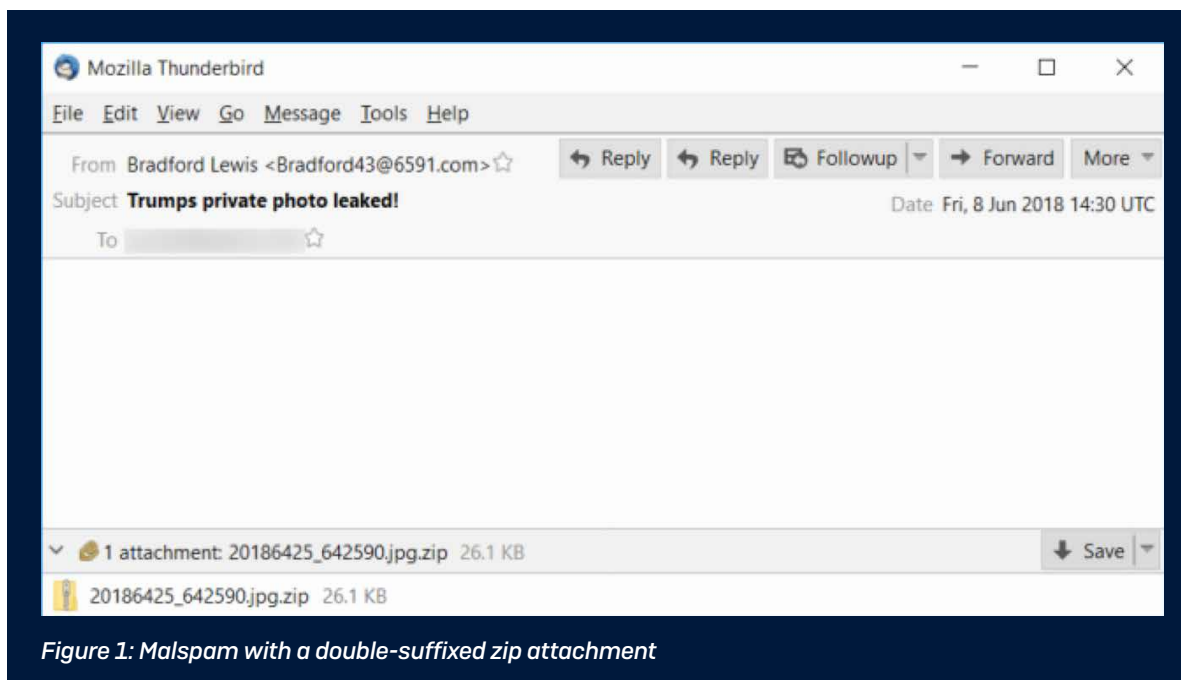 Mozilla Thunderbird
File Edit View Go Message Tools Help
From Bradford Lewis <Bradford43@6591.com> Reply Reply Followup Forward More
Subject Trumps private photo leaked! Date Fri, 8 Jun 2018 14:30 UTC
To
1 attachment: 20186425_642590.jpg.zip 26.1 KB Save
20186425_642590.jpg.zip 26.1 KB
Figure 1: Malspam with a double-suffixed zip attachment